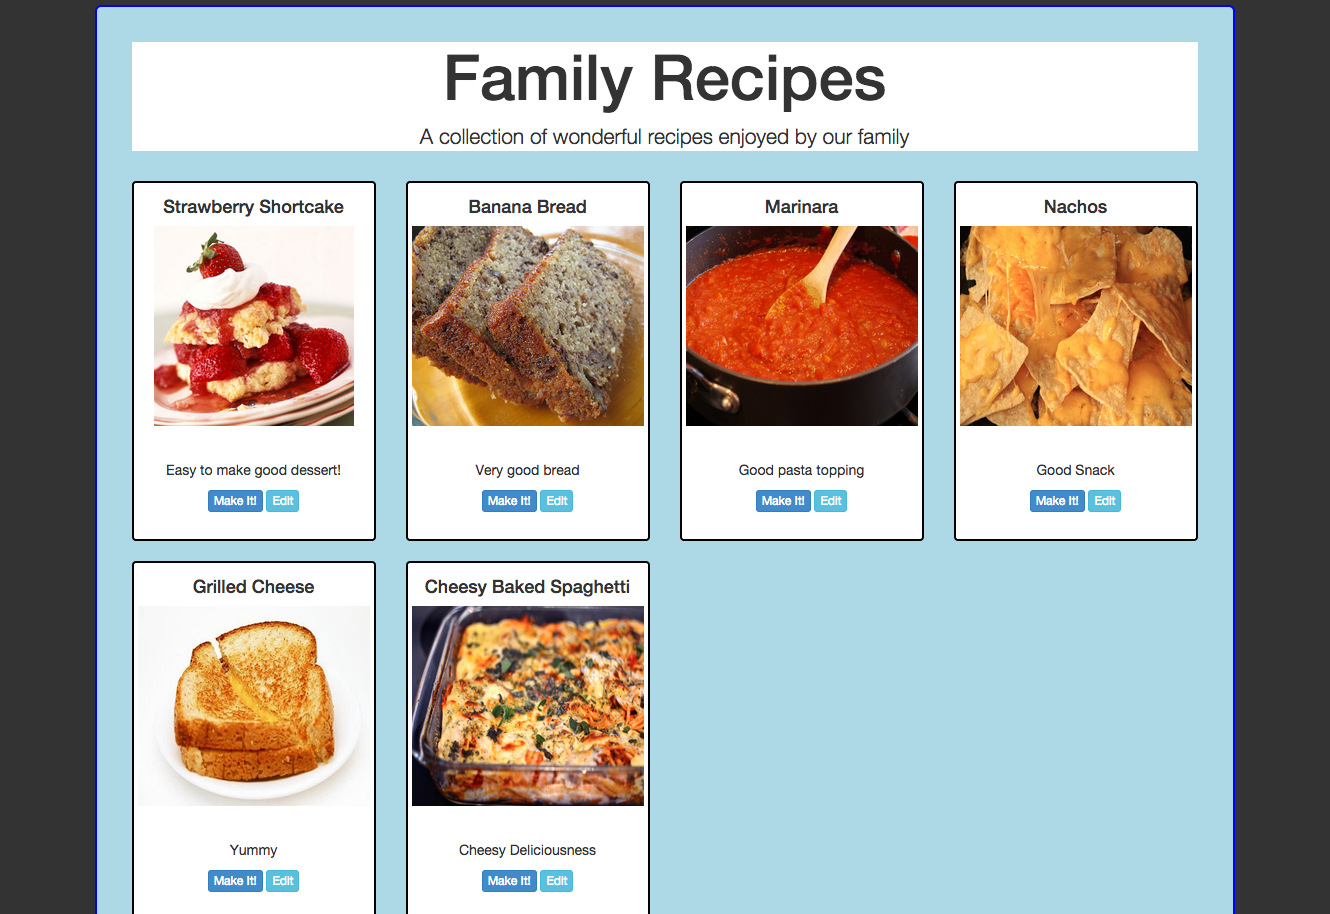 Family Recipes
A collection of wonderful recipes enjoyed by our family
Strawberry Shortcake
Easy to make good dessert!
Make It! Edit
Banana Bread
Very good bread
Make It! Edit
Marinara
Good pasta topping
Make It! Edit
Nachos
Good Snack
Make It! Edit
Grilled Cheese
Yummy
Make It! Edit
Cheesy Baked Spaghetti
Cheesy Deliciousness
Make It! Edit